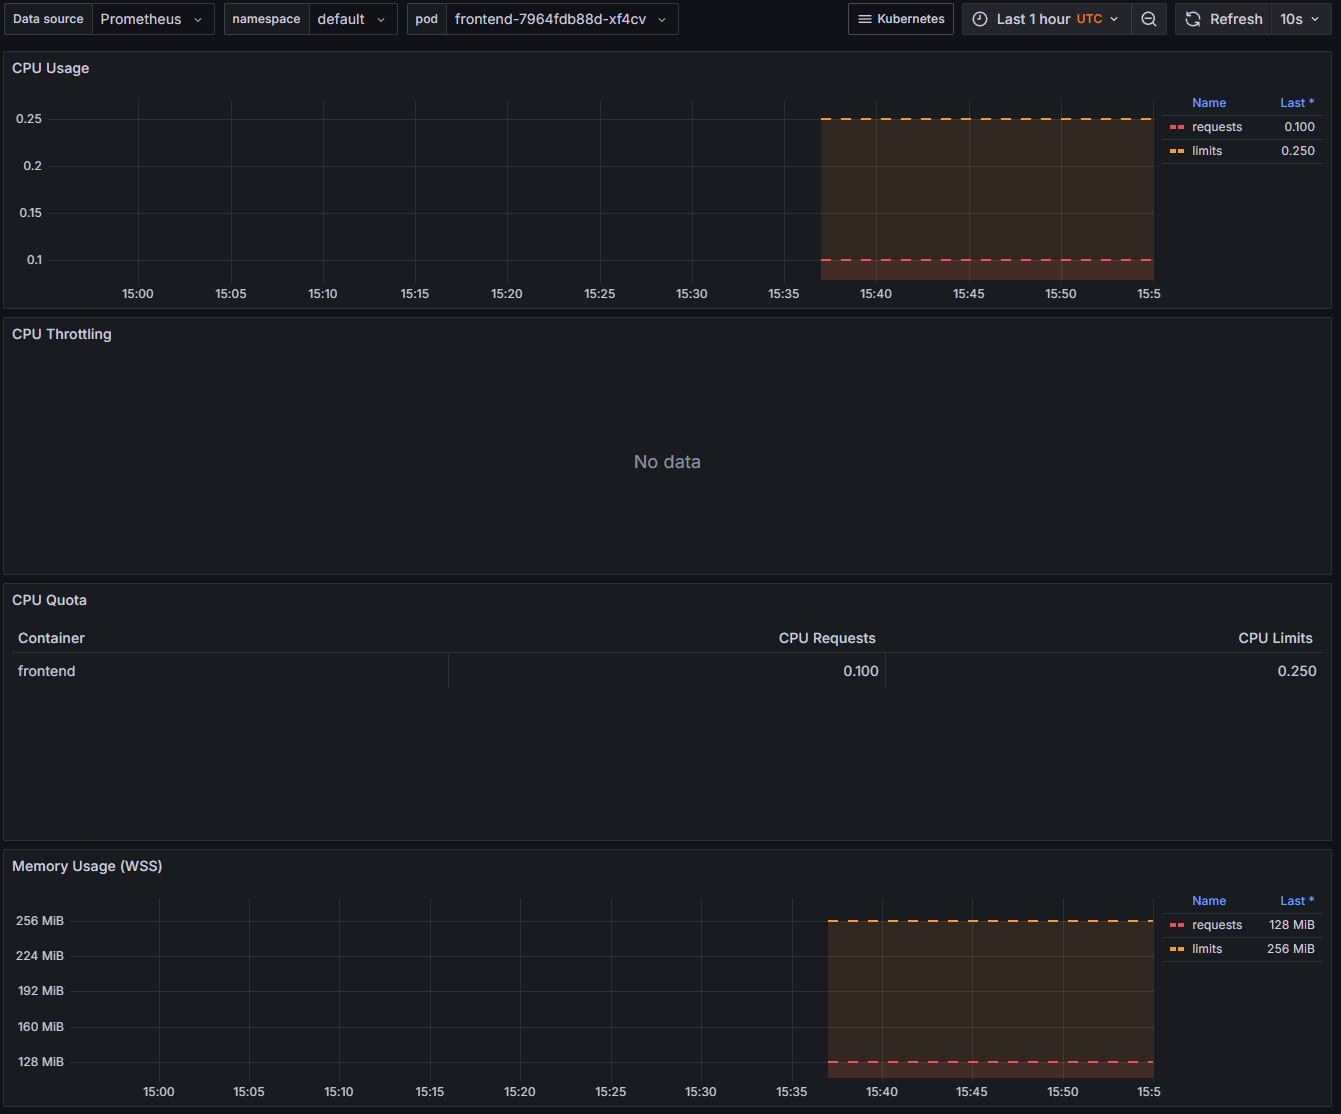 Data source Prometheus namespace default pod frontend-7964fdb88d-xf4cv Kubernetes Last 1 hour UTC Refresh 10s
CPU Usage
Name Last *
requests 0.100
limits 0.250
0.25
0.2
0.15
0.1
15:00 15:05 15:10 15:15 15:20 15:25 15:30 15:35 15:40 15:45 15:50 15:5
CPU Throttling
No data
CPU Quota
Container CPU Requests CPU Limits
frontend 0.100 0.250
Memory Usage (WSS)
Name Last *
requests 128 MiB
limits 256 MiB
256 MiB
224 MiB
192 MiB
160 MiB
128 MiB
15:00 15:05 15:10 15:15 15:20 15:25 15:30 15:35 15:40 15:45 15:50 15:5